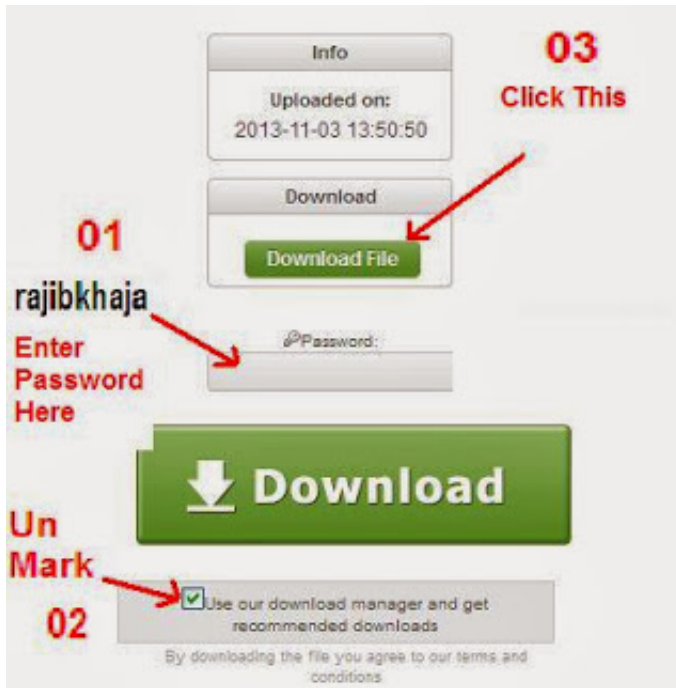 Info
Uploaded on:
2013-11-03 13:50:50
03
Click This
Download
Download File
01
rajibkhaja
Enter
Password
Here
Password:
Download
Un
Mark
02
Use our download manager and get
recommended downloads
By downloading the file you agree to our terms and
conditions